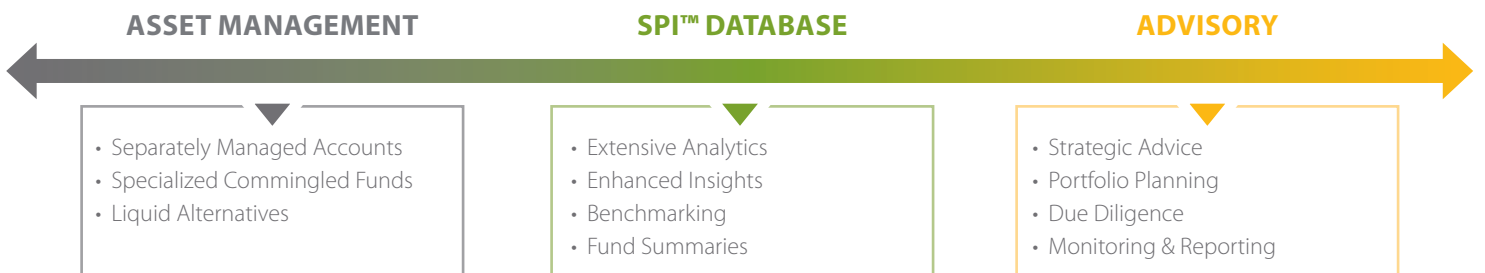 ASSET MANAGEMENT
SPI™ DATABASE
ADVISORY
• Separately Managed Accounts
• Specialized Commingled Funds
• Liquid Alternatives
• Extensive Analytics
• Enhanced Insights
• Benchmarking
• Fund Summaries
• Strategic Advice
• Portfolio Planning
• Due Diligence
• Monitoring & Reporting